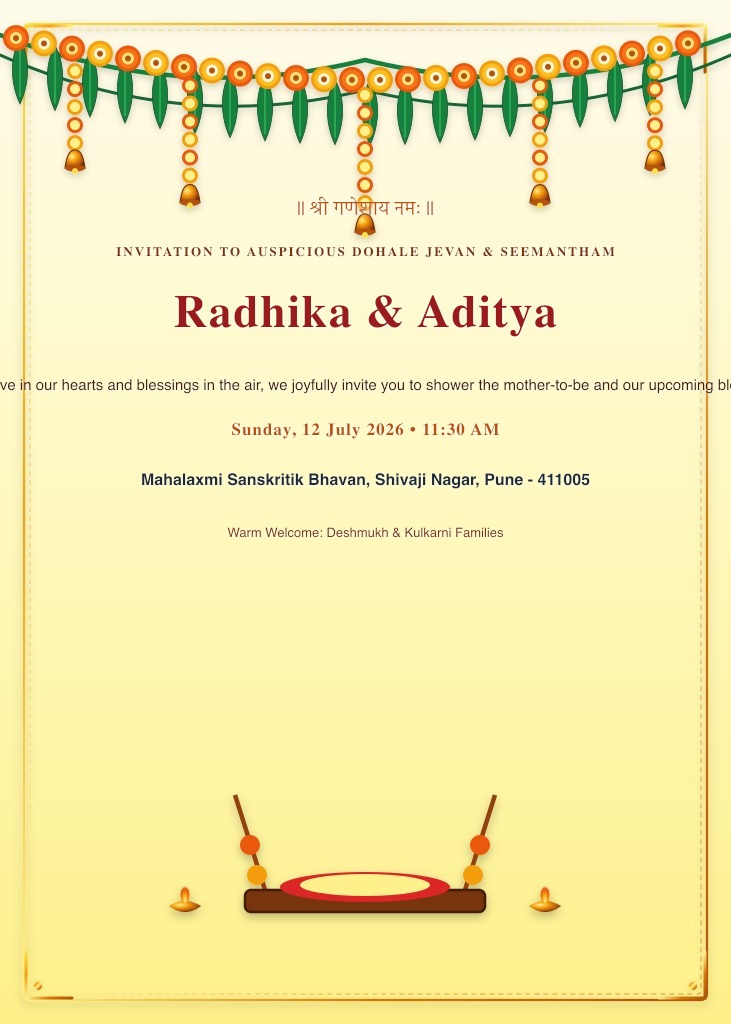 || श्री गणेशाय नमः ||
INVITATION TO AUSPICIOUS DOHALE JEVAN & SEEMANTHAM
Radhika & Aditya
in our hearts and blessings in the air, we joyfully invite you to shower the mother-to-be and our upcoming
Sunday, 12 July 2026 • 11:30 AM
Mahalaxmi Sanskritik Bhavan, Shivaji Nagar, Pune - 411005
Warm Welcome: Deshmukh & Kulkarni Families